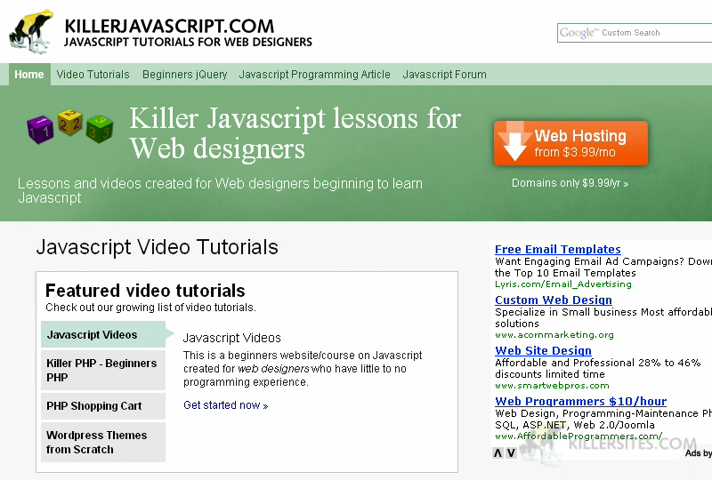 KILLERJAVASCRIPT.COM
JAVASCRIPT TUTORIALS FOR WEB DESIGNERS
Google™ Custom Search
Home Video Tutorials Beginners jQuery Javascript Programming Article Javascript Forum
1 1 2 2 3 3
Killer Javascript lessons for
Web designers
Lessons and videos created for Web designers beginning to learn
Javascript
Web Hosting
from $3.99/mo
Domains only $9.99/yr »
Javascript Video Tutorials
Featured video tutorials
Check out our growing list of video tutorials.
Javascript Videos
Killer PHP - Beginners
PHP
PHP Shopping Cart
Wordpress Themes
from Scratch
Javascript Videos
This is a beginners website/course on Javascript
created for web designers who have little to no
programming experience.
Get started now »
Free Email Templates
Want Engaging Email Ad Campaigns? Down
the Top 10 Email Templates
Lyris.com/Email_Advertising
Custom Web Design
Specialize in Small business Most affordabl
solutions
www.acornmarketing.org
Web Site Design
Affordable and Professional 28% to 46%
discounts limited time
www.smartwebpros.com
Web Programmers $10/hour
Web Design, Programming-Maintenance Ph
SQL, ASP.NET, Web 2.0/Joomla
www.AffordableProgrammers.com/
KILLERSITES.COM
Ads by